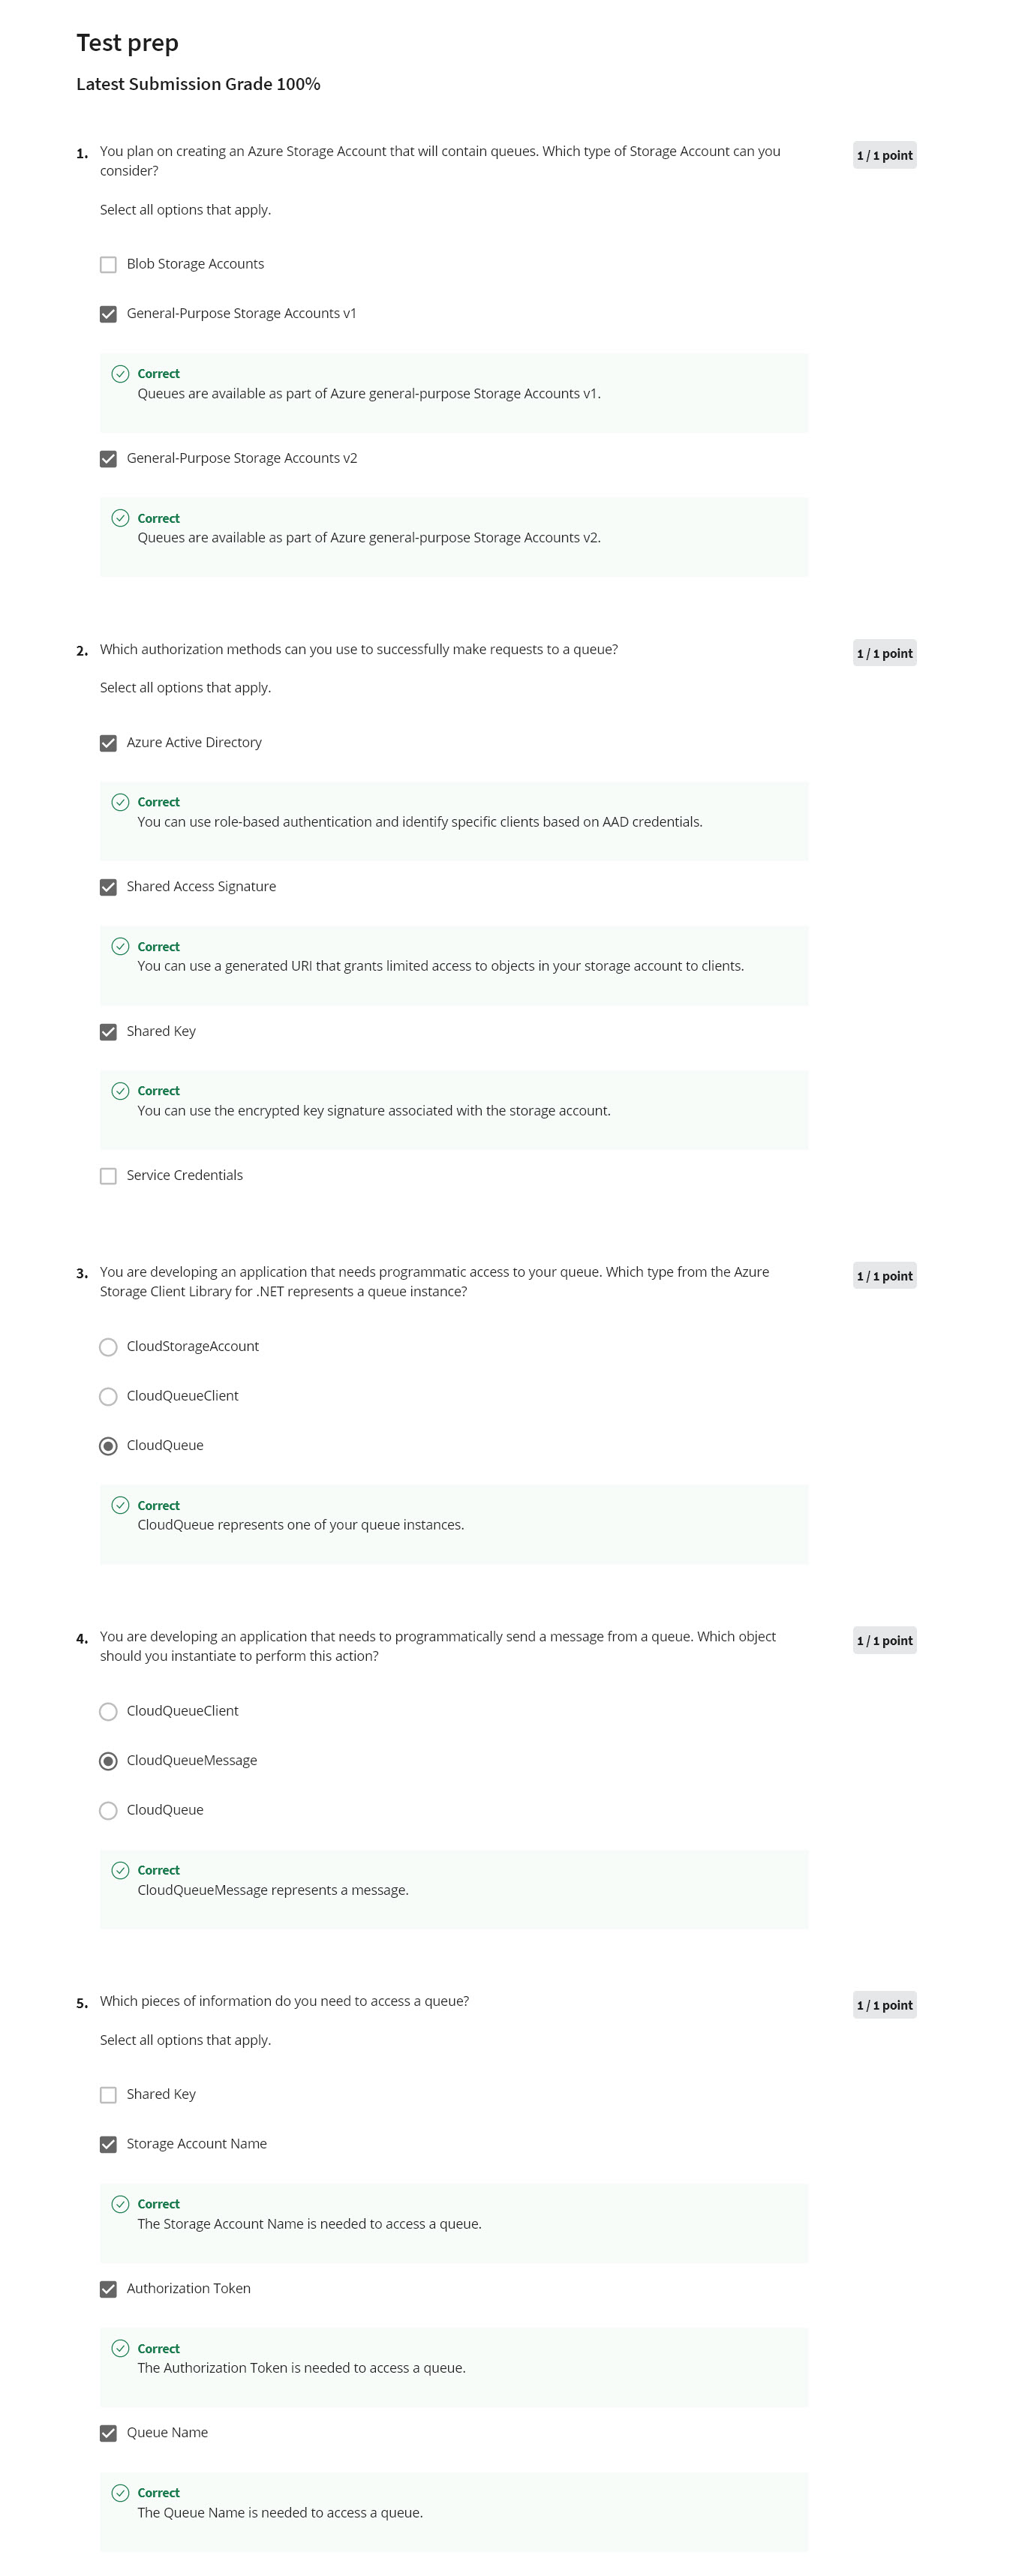 Test prep
Latest Submission Grade 100%
1. You plan on creating an Azure Storage Account that will contain queues. Which type of Storage Account can you
consider?
1 / 1 point
Select all options that apply.
Blob Storage Accounts
General-Purpose Storage Accounts v1
Correct
Queues are available as part of Azure general-purpose Storage Accounts v1.
General-Purpose Storage Accounts v2
Correct
Queues are available as part of Azure general-purpose Storage Accounts v2.
2. Which authorization methods can you use to successfully make requests to a queue?
1 / 1 point
Select all options that apply.
Azure Active Directory
Correct
You can use role-based authentication and identify specific clients based on AAD credentials.
Shared Access Signature
Correct
You can use a generated URI that grants limited access to objects in your storage account to clients.
Shared Key
Correct
You can use the encrypted key signature associated with the storage account.
Service Credentials
3. You are developing an application that needs programmatic access to your queue. Which type from the Azure
Storage Client Library for .NET represents a queue instance?
1 / 1 point
CloudStorageAccount
CloudQueueClient
CloudQueue
Correct
CloudQueue represents one of your queue instances.
4. You are developing an application that needs to programmatically send a message from a queue. Which object
should you instantiate to perform this action?
1 / 1 point
CloudQueueClient
CloudQueueMessage
CloudQueue
Correct
CloudQueueMessage represents a message.
5. Which pieces of information do you need to access a queue?
1 / 1 point
Select all options that apply.
Shared Key
Storage Account Name
Correct
The Storage Account Name is needed to access a queue.
Authorization Token
Correct
The Authorization Token is needed to access a queue.
Queue Name
Correct
The Queue Name is needed to access a queue.